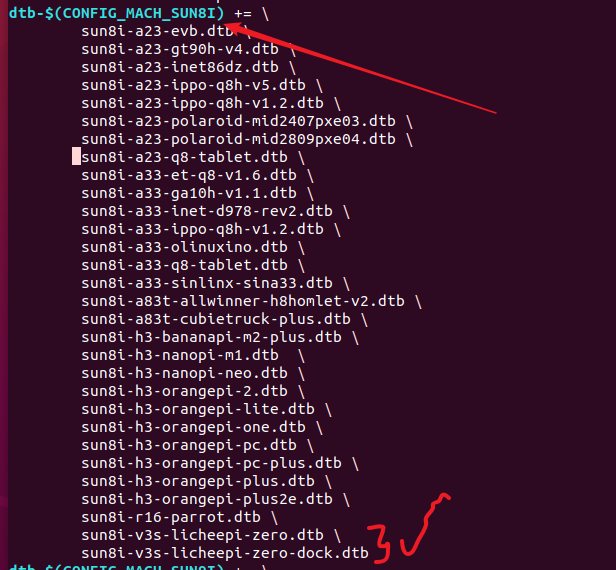 dtb-$(CONFIG_MACH_SUN8I) += \
sun8i-a23-evb.dtb \
sun8i-a23-gt90h-v4.dtb \
sun8i-a23-inet86dz.dtb \
sun8i-a23-ippo-q8h-v5.dtb \
sun8i-a23-ippo-q8h-v1.2.dtb \
sun8i-a23-polaroid-mid2407pxe03.dtb \
sun8i-a23-polaroid-mid2809pxe04.dtb \
sun8i-a23-q8-tablet.dtb \
sun8i-a33-et-q8-v1.6.dtb \
sun8i-a33-ga10h-v1.1.dtb \
sun8i-a33-inet-d978-rev2.dtb \
sun8i-a33-ippo-q8h-v1.2.dtb \
sun8i-a33-olinuxino.dtb \
sun8i-a33-q8-tablet.dtb \
sun8i-a33-sinlinx-sina33.dtb \
sun8i-a83t-allwinner-h8homlet-v2.dtb \
sun8i-a83t-cubietruck-plus.dtb \
sun8i-h3-bananapi-m2-plus.dtb \
sun8i-h3-nanopi-m1.dtb  \
sun8i-h3-nanopi-neo.dtb \
sun8i-h3-orangepi-2.dtb \
sun8i-h3-orangepi-lite.dtb \
sun8i-h3-orangepi-one.dtb \
sun8i-h3-orangepi-pc.dtb \
sun8i-h3-orangepi-pc-plus.dtb \
sun8i-h3-orangepi-plus.dtb \
sun8i-h3-orangepi-plus2e.dtb \
sun8i-r16-parrot.dtb \
sun8i-v3s-licheepi-zero.dtb \
sun8i-v3s-licheepi-zero-dock.dtb
dtb-$(CONFIG_MACH_SUN9I) += \